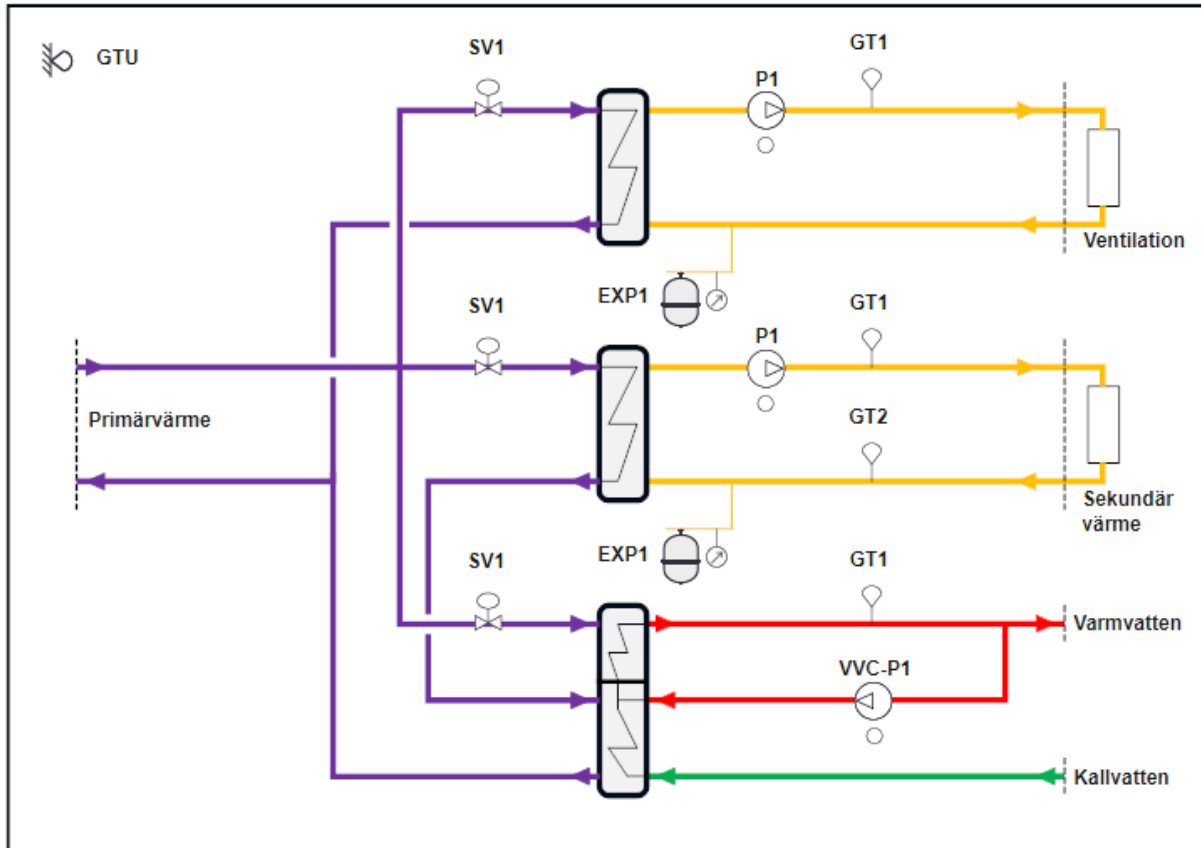 GTU
SV1
GT1
P1
Ventilation
EXP1
SV1
GT1
P1
Primärvärme
GT2
Sekundär
värme
EXP1
SV1
GT1
Varmvatten
VVC-P1
Kallvatten